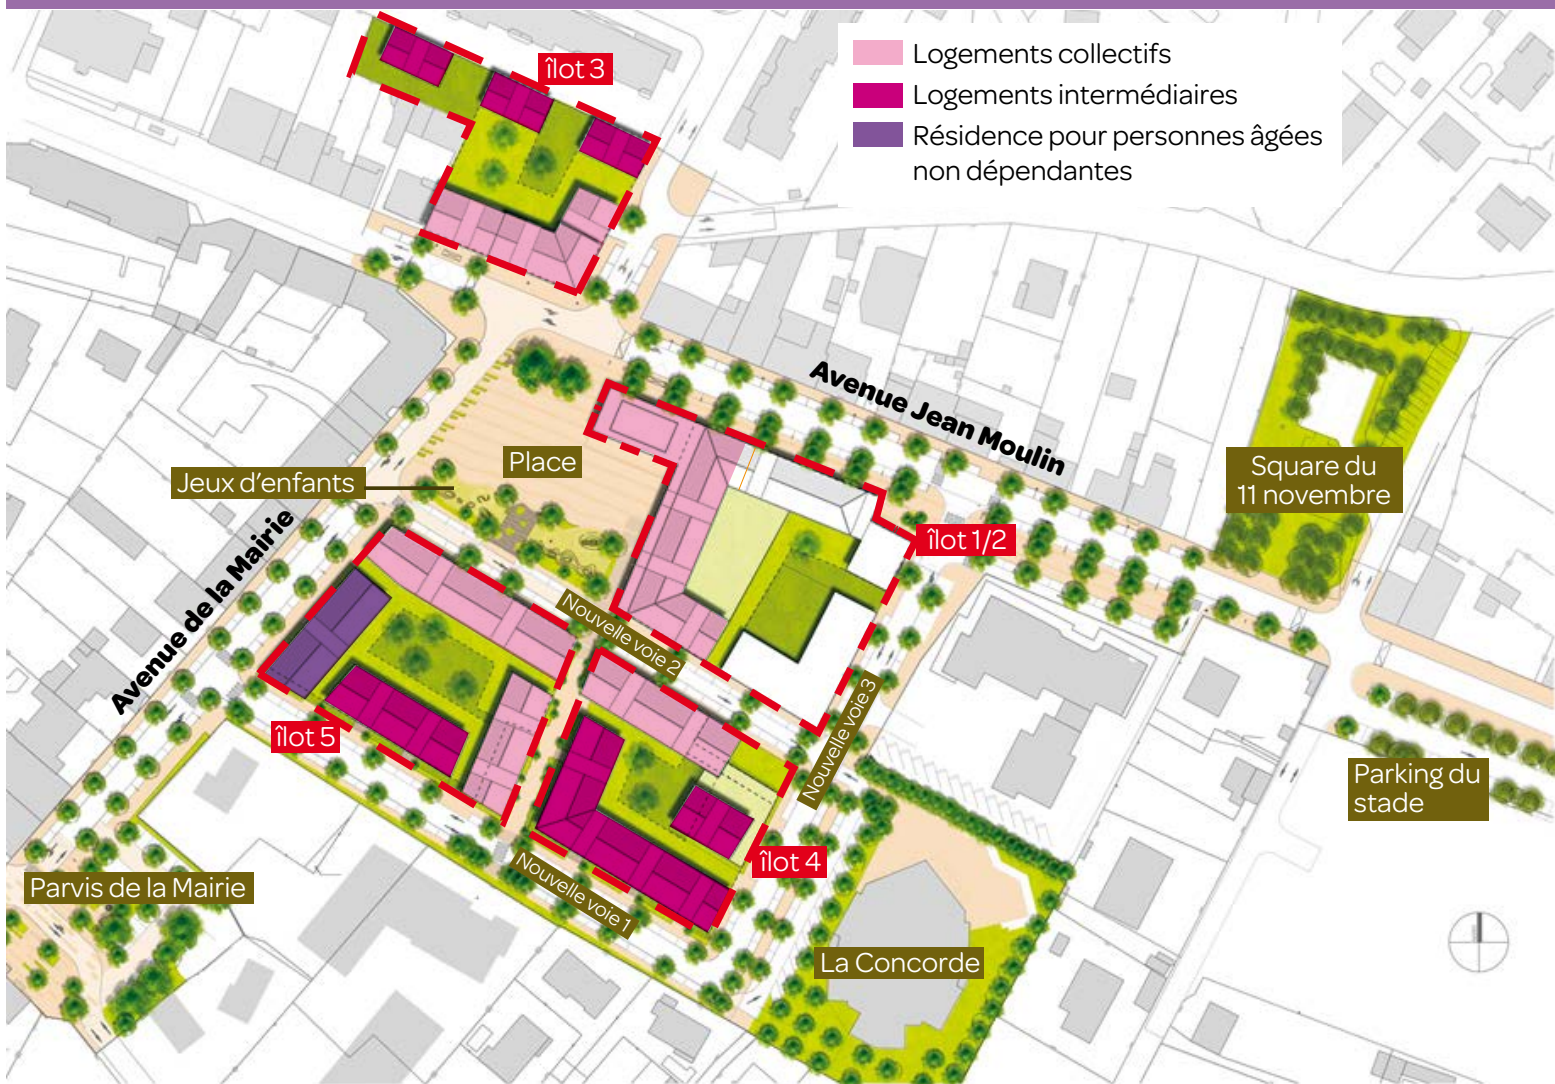 îlot 3
Logements collectifs
Logements intermédiaires
Résidence pour personnes âgées
non dépendantes
Avenue Jean Moulin
Place
Jeux d'enfants
Square du
11 novembre
îlot 1/2
Avenue de la Mairie
Nouvelle voie 2
Nouvelle voie 3
îlot 5
Parking du
stade
îlot 4
Parvis de la Mairie
Nouvelle voie 1
La Concorde